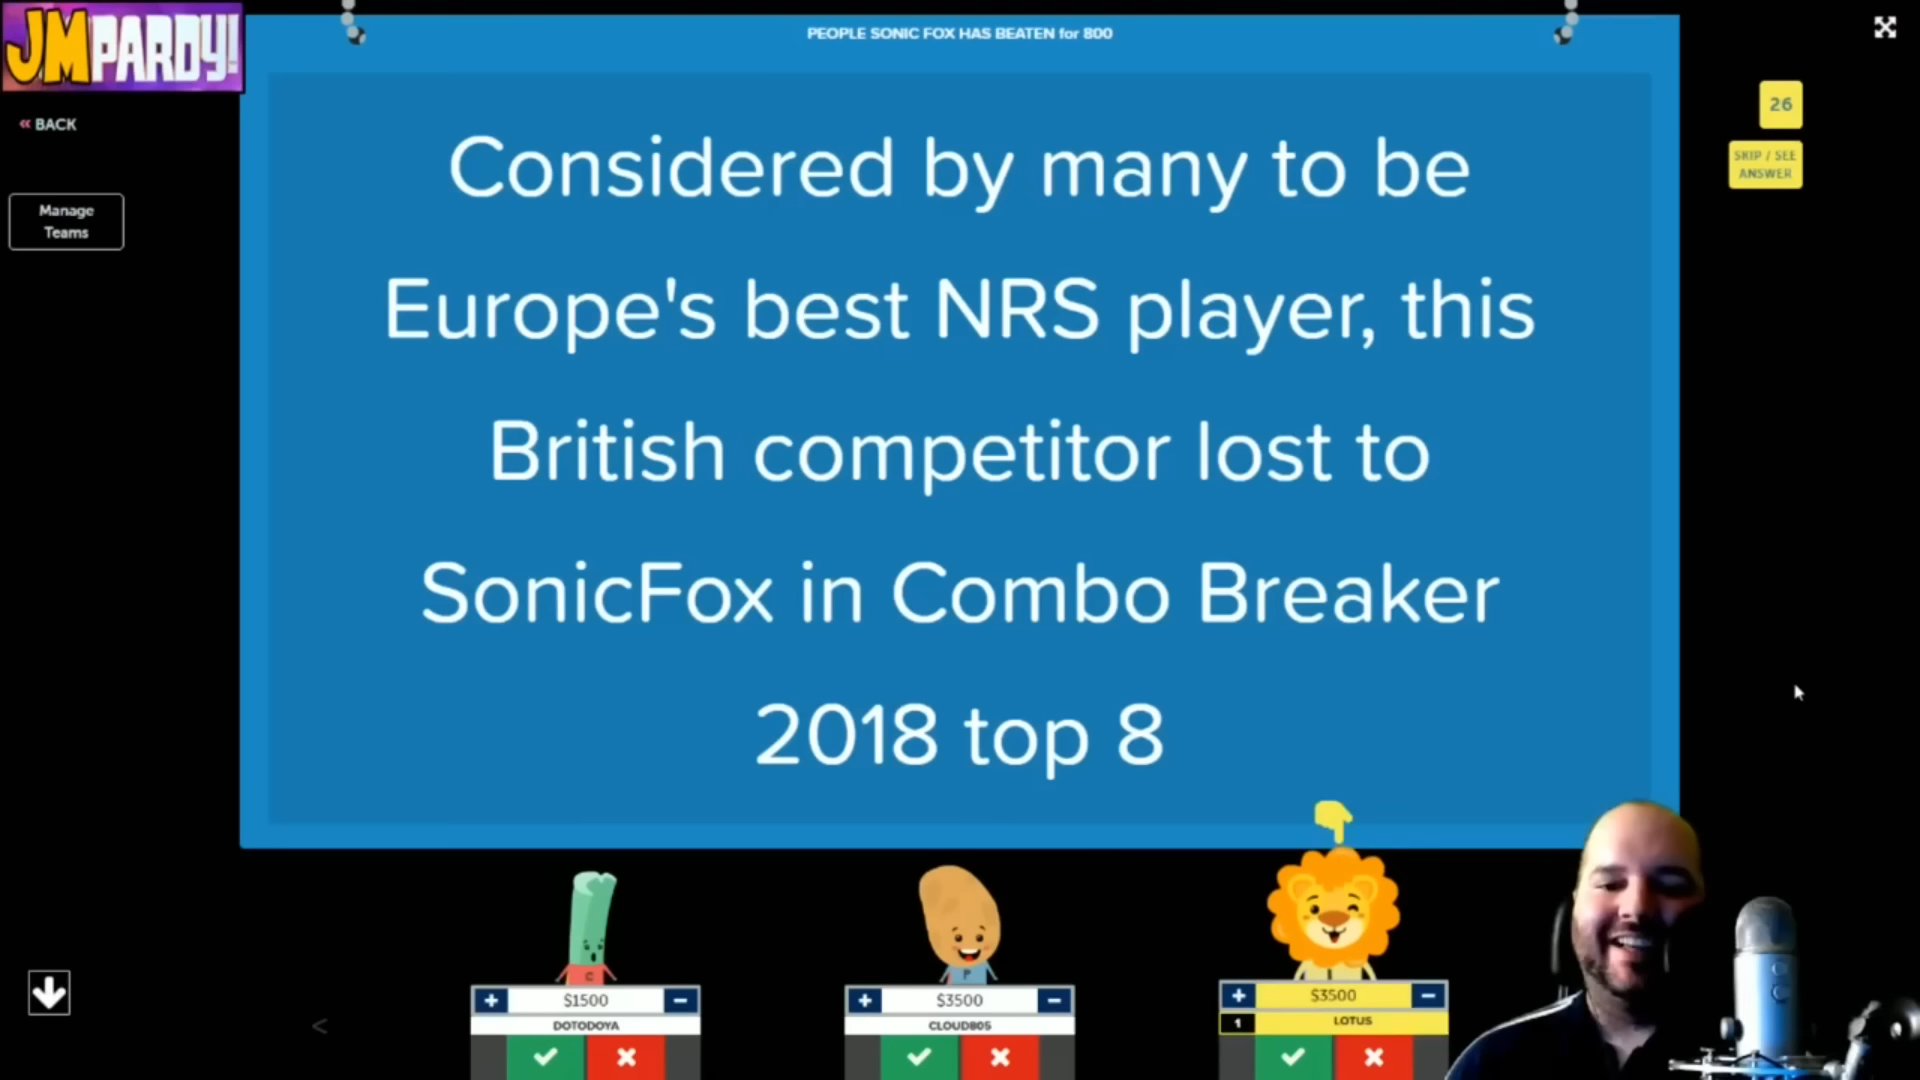 JMPARDY!
PEOPLE SONIC FOX HAS BEATEN for 800
« BACK
26
SKIP / SEE
ANSWER
Manage
Teams
Considered by many to be
Europe's best NRS player, this
British competitor lost to
SonicFox in Combo Breaker
2018 top 8
C
P
+ $1500 −
DOTODOYA
+ $3500 −
CLOUD805
+ $3500 −
1 LOTUS